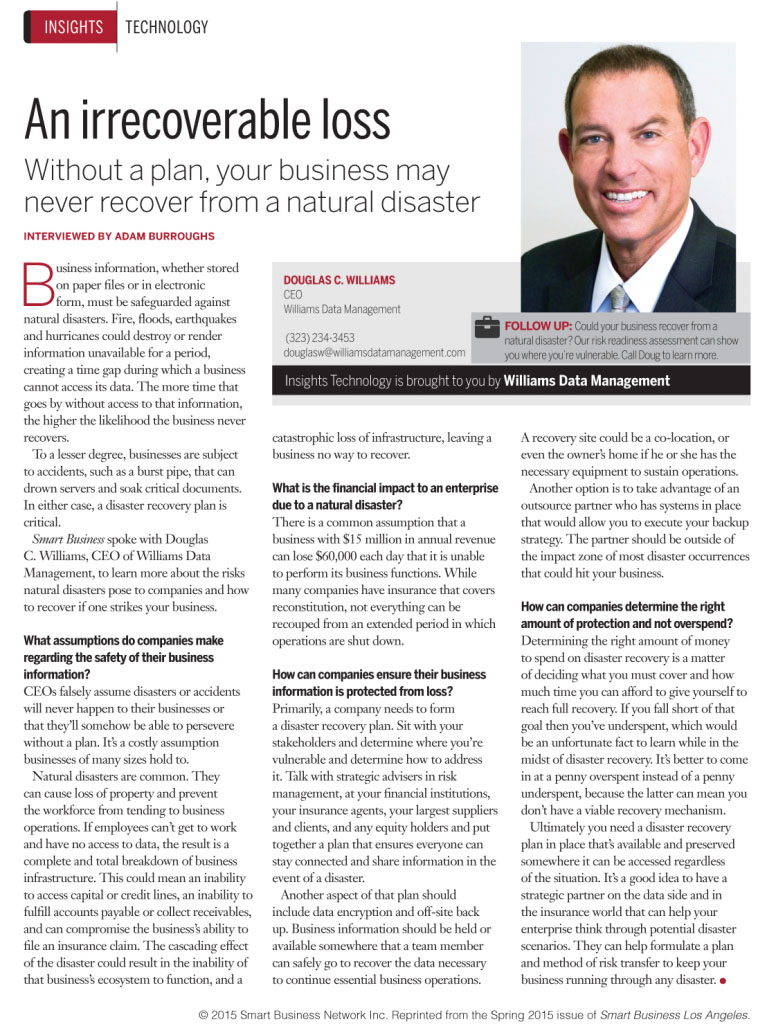 INSIGHTS TECHNOLOGY
An irrecoverable loss
Without a plan, your business may
never recover from a natural disaster
INTERVIEWED BY ADAM BURROUGHS
Business information, whether stored
on paper files or in electronic
form, must be safeguarded against
natural disasters. Fire, floods, earthquakes
and hurricanes could destroy or render
information unavailable for a period,
creating a time gap during which a business
cannot access its data. The more time that
goes by without access to that information,
the higher the likelihood the business never
recovers.
To a lesser degree, businesses are subject
to accidents, such as a burst pipe, that can
drown servers and soak critical documents.
In either case, a disaster recovery plan is
critical.
Smart Business spoke with Douglas
C. Williams, CEO of Williams Data
Management, to learn more about the risks
natural disasters pose to companies and how
to recover if one strikes your business.
What assumptions do companies make
regarding the safety of their business
information?
CEOs falsely assume disasters or accidents
will never happen to their businesses or
that they'll somehow be able to persevere
without a plan. It's a costly assumption
businesses of many sizes hold to.
Natural disasters are common. They
can cause loss of property and prevent
the workforce from tending to business
operations. If employees can't get to work
and have no access to data, the result is a
complete and total breakdown of business
infrastructure. This could mean an inability
to access capital or credit lines, an inability to
fulfill accounts payable or collect receivables,
and can compromise the business's ability to
file an insurance claim. The cascading effect
of the disaster could result in the inability of
that business's ecosystem to function, and a
DOUGLAS C. WILLIAMS
CEO
Williams Data Management
(323) 234-3453
douglasw@williamsdatamanagement.com
FOLLOW UP: Could your business recover from a
natural disaster? Our risk readiness assessment can show
you where you're vulnerable. Call Doug to learn more.
Insights Technology is brought to you by Williams Data Management
catastrophic loss of infrastructure, leaving a
business no way to recover.
What is the financial impact to an enterprise
due to a natural disaster?
There is a common assumption that a
business with $15 million in annual revenue
can lose $60,000 each day that it is unable
to perform its business functions. While
many companies have insurance that covers
reconstitution, not everything can be
recouped from an extended period in which
operations are shut down.
How can companies ensure their business
information is protected from loss?
Primarily, a company needs to form
a disaster recovery plan. Sit with your
stakeholders and determine where you're
vulnerable and determine how to address
it. Talk with strategic advisers in risk
management, at your financial institutions,
your insurance agents, your largest suppliers
and clients, and any equity holders and put
together a plan that ensures everyone can
stay connected and share information in the
event of a disaster.
Another aspect of that plan should
include data encryption and off-site back
up. Business information should be held or
available somewhere that a team member
can safely go to recover the data necessary
to continue essential business operations.
A recovery site could be a co-location, or
even the owner's home if he or she has the
necessary equipment to sustain operations.
Another option is to take advantage of an
outsource partner who has systems in place
that would allow you to execute your backup
strategy. The partner should be outside of
the impact zone of most disaster occurrences
that could hit your business.
How can companies determine the right
amount of protection and not overspend?
Determining the right amount of money
to spend on disaster recovery is a matter
of deciding what you must cover and how
much time you can afford to give yourself to
reach full recovery. If you fall short of that
goal then you've underspent, which would
be an unfortunate fact to learn while in the
midst of disaster recovery. It's better to come
in at a penny overspent instead of a penny
underspent, because the latter can mean you
don't have a viable recovery mechanism.
Ultimately you need a disaster recovery
plan in place that's available and preserved
somewhere it can be accessed regardless
of the situation. It's a good idea to have a
strategic partner on the data side and in
the insurance world that can help your
enterprise think through potential disaster
scenarios. They can help formulate a plan
and method of risk transfer to keep your
business running through any disaster.
© 2015 Smart Business Network Inc. Reprinted from the Spring 2015 issue of Smart Business Los Angeles.